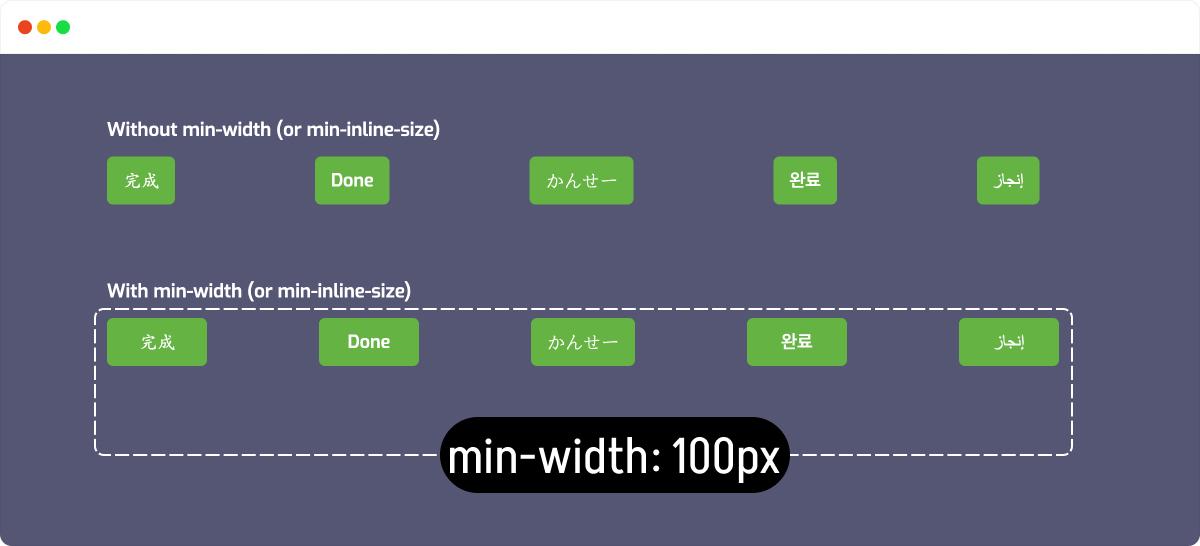 Without min-width (or min-inline-size)
完成 Done かんせー 완료 إنجاز
With min-width (or min-inline-size)
完成 Done かんせー 완료 إنجاز
min-width: 100px